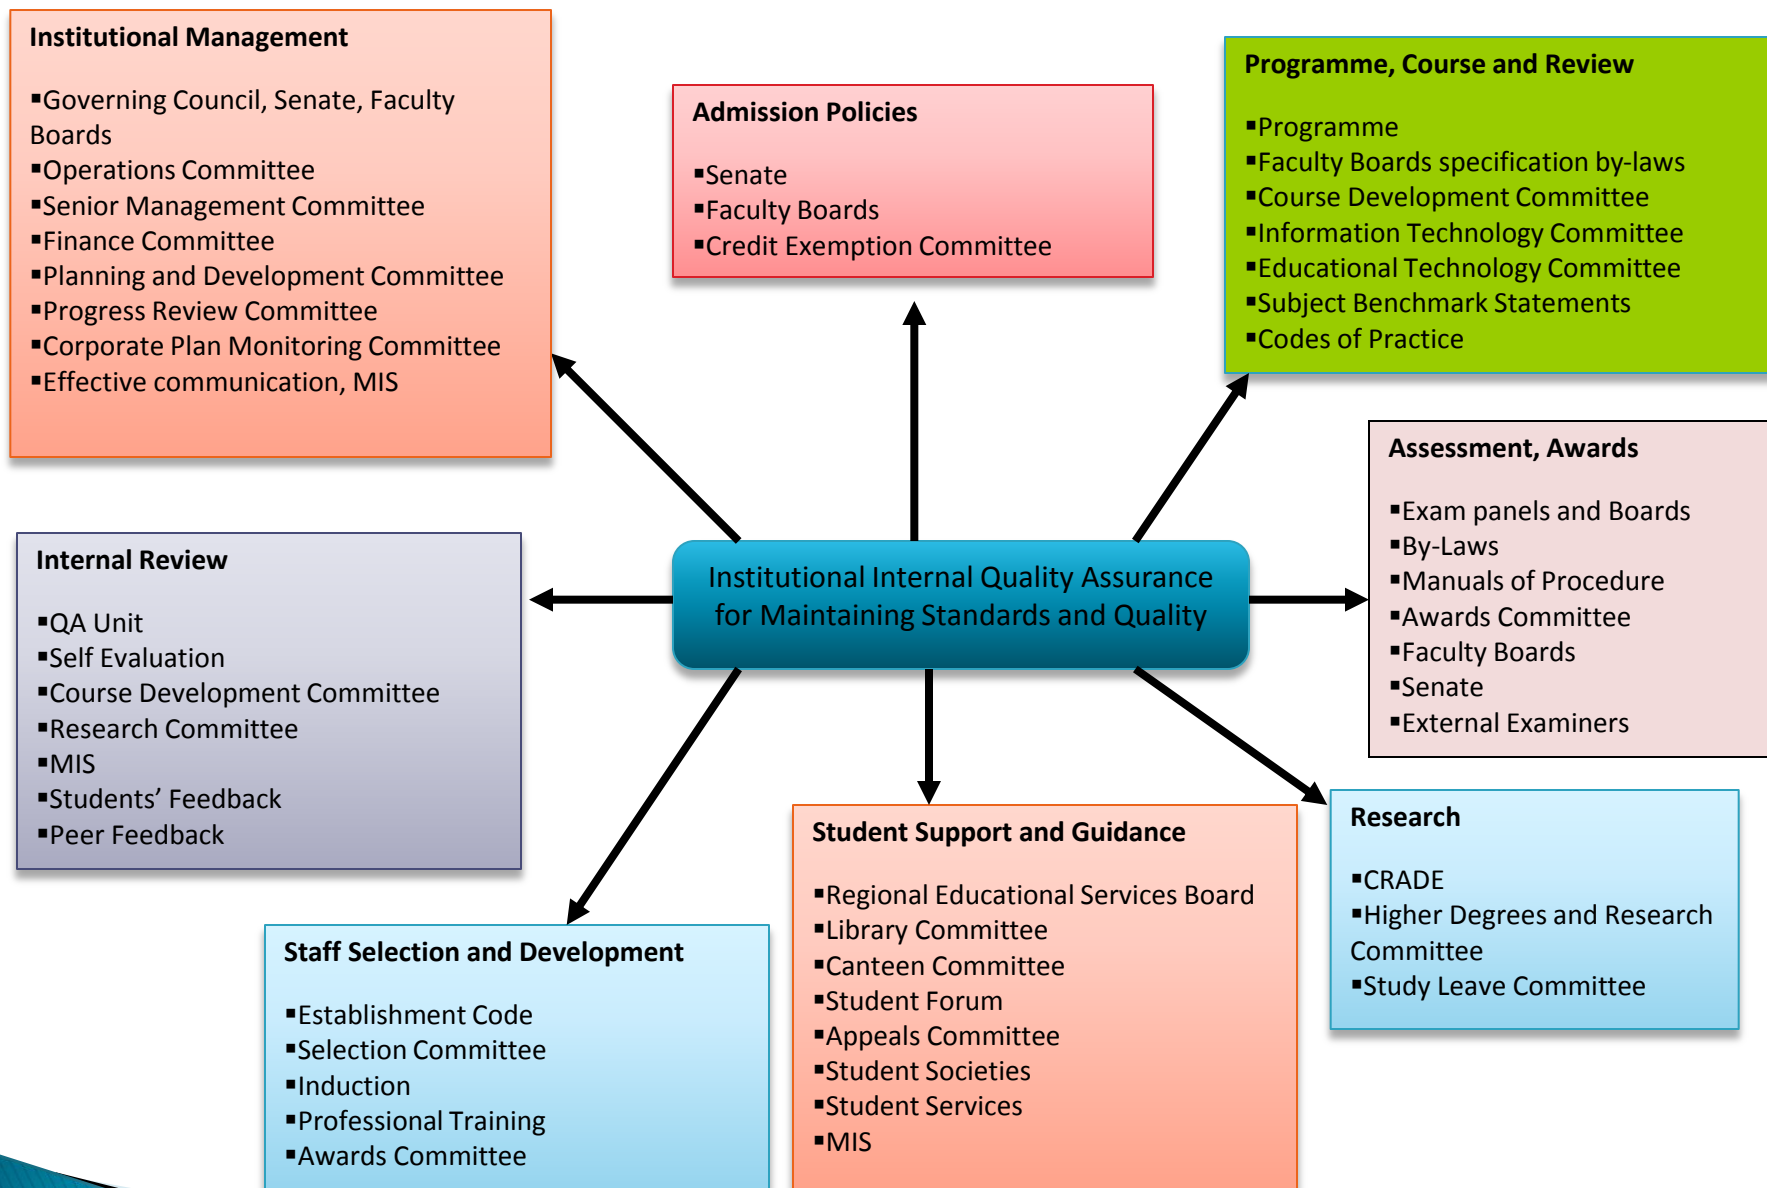 Institutional Management
▪Governing Council, Senate, Faculty
Boards
▪Operations Committee
▪Senior Management Committee
▪Finance Committee
▪Planning and Development Committee
▪Progress Review Committee
▪Corporate Plan Monitoring Committee
▪Effective communication, MIS
Admission Policies
▪Senate
▪Faculty Boards
▪Credit Exemption Committee
Programme, Course and Review
▪Programme
▪Faculty Boards specification by-laws
▪Course Development Committee
▪Information Technology Committee
▪Educational Technology Committee
▪Subject Benchmark Statements
▪Codes of Practice
Assessment, Awards
▪Exam panels and Boards
▪By-Laws
▪Manuals of Procedure
▪Awards Committee
▪Faculty Boards
▪Senate
▪External Examiners
Institutional Internal Quality Assurance
for Maintaining Standards and Quality
Internal Review
▪QA Unit
▪Self Evaluation
▪Course Development Committee
▪Research Committee
▪MIS
▪Students’ Feedback
▪Peer Feedback
Staff Selection and Development
▪Establishment Code
▪Selection Committee
▪Induction
▪Professional Training
▪Awards Committee
Student Support and Guidance
▪Regional Educational Services Board
▪Library Committee
▪Canteen Committee
▪Student Forum
▪Appeals Committee
▪Student Societies
▪Student Services
▪MIS
Research
▪CRADE
▪Higher Degrees and Research
Committee
▪Study Leave Committee